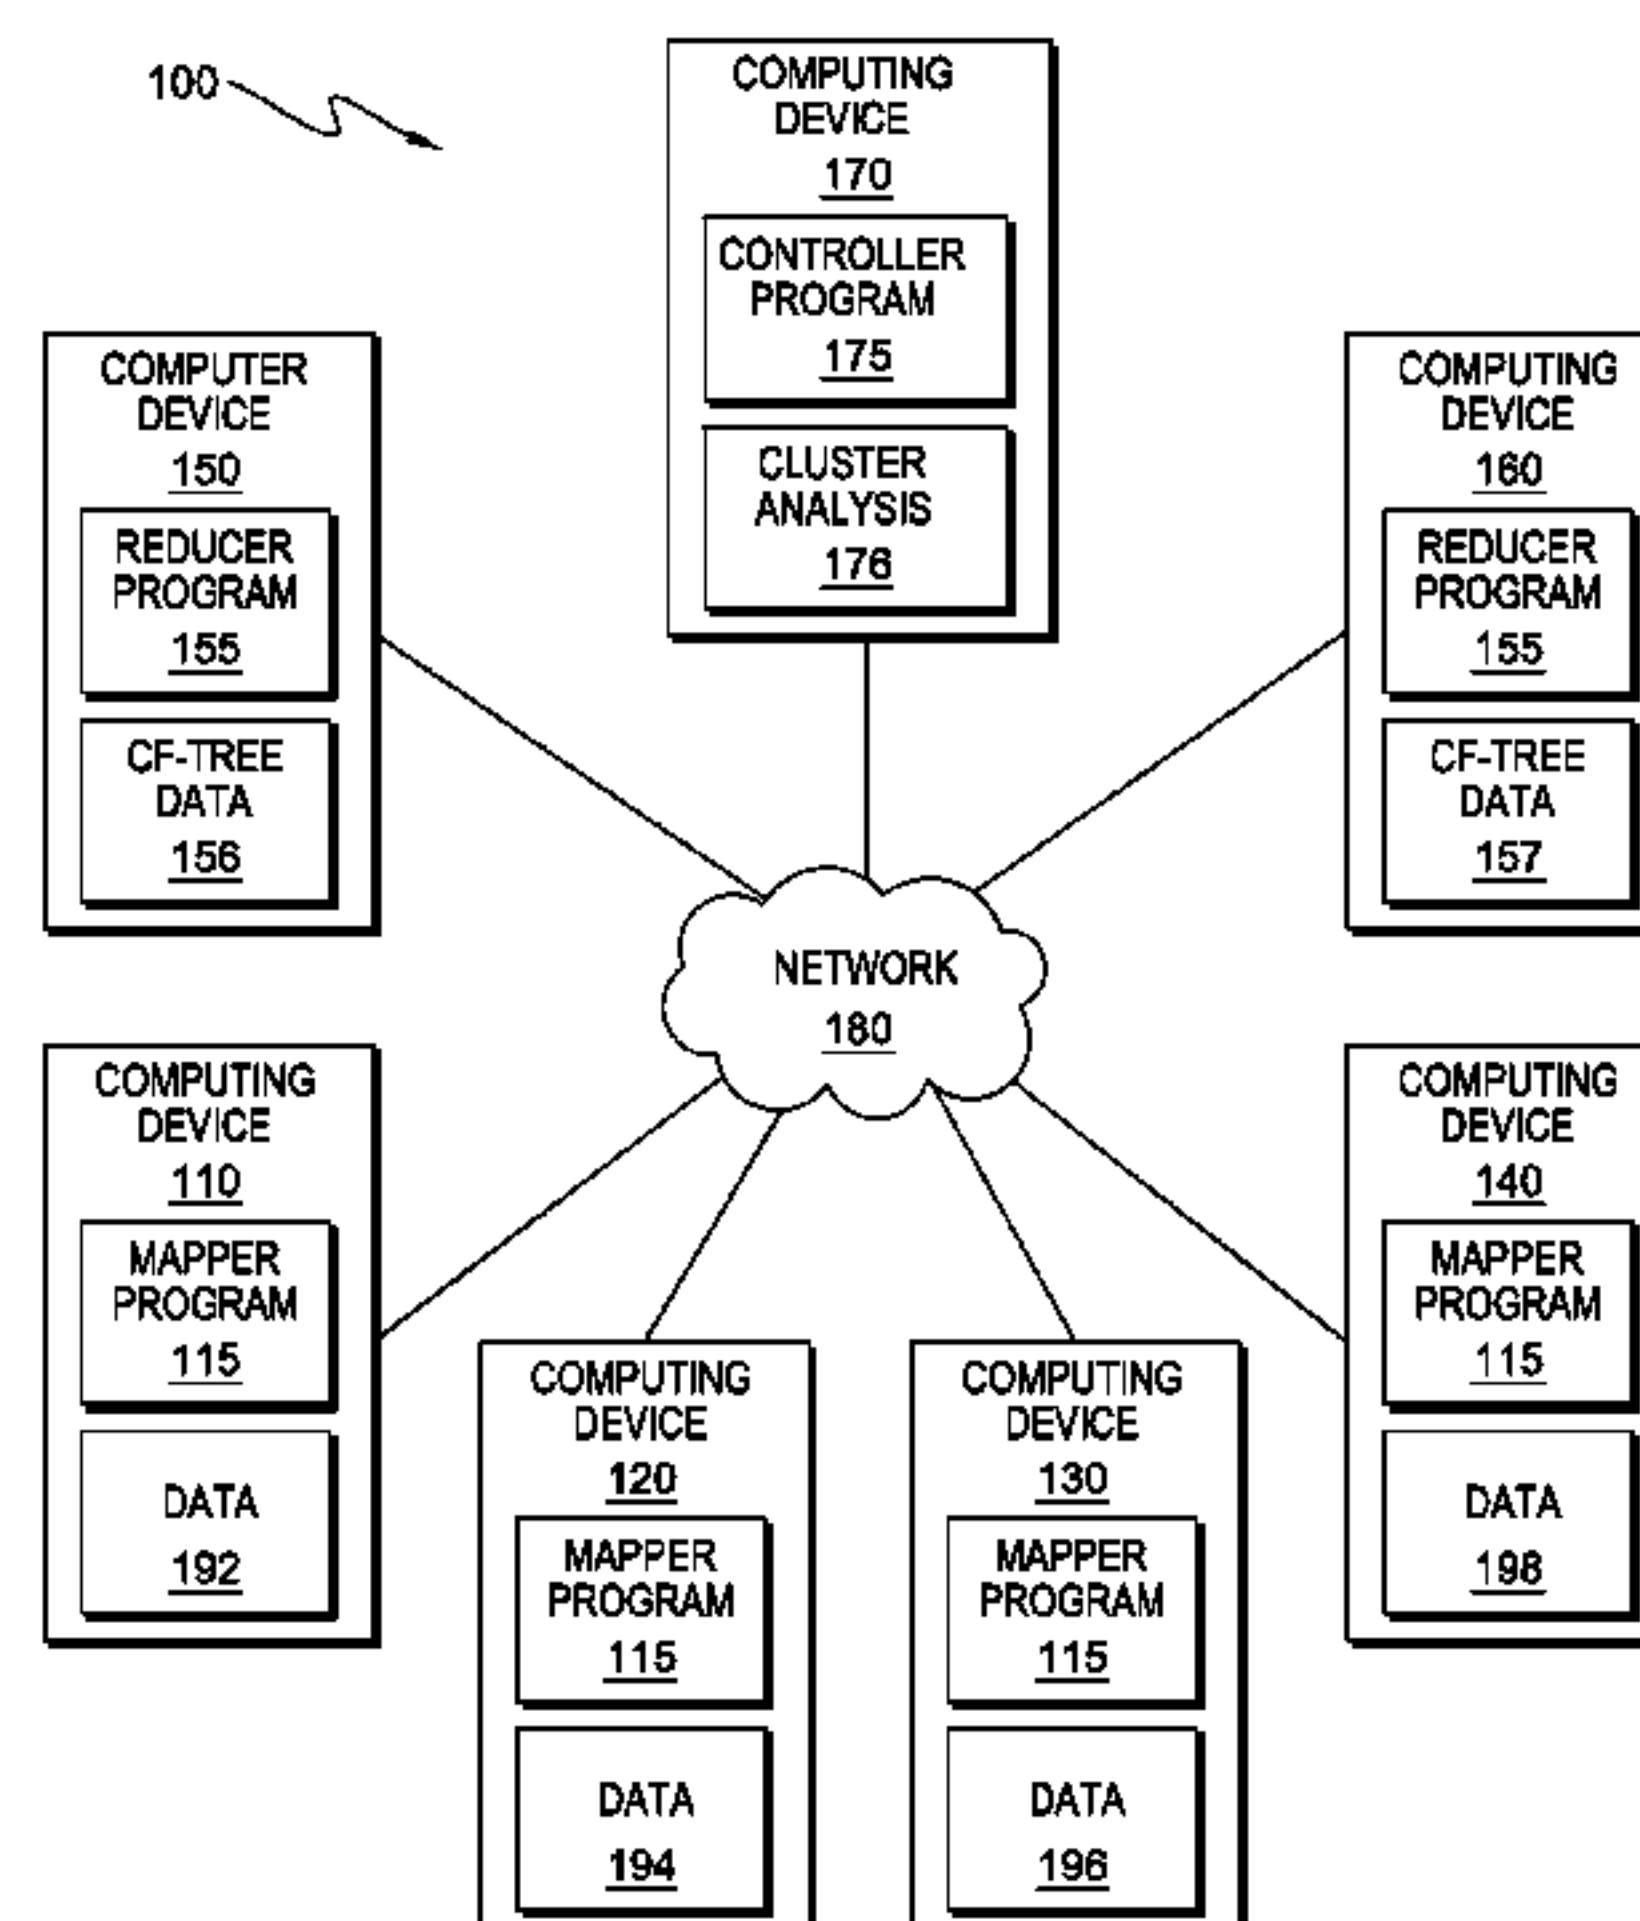 100
COMPUTING
DEVICE
170
CONTROLLER
PROGRAM
175
CLUSTER
ANALYSIS
176
COMPUTER
DEVICE
150
REDUCER
PROGRAM
155
CF-TREE
DATA
156
COMPUTING
DEVICE
160
REDUCER
PROGRAM
155
CF-TREE
DATA
157
NETWORK
180
COMPUTING
DEVICE
110
MAPPER
PROGRAM
115
DATA
192
COMPUTING
DEVICE
120
MAPPER
PROGRAM
115
DATA
194
COMPUTING
DEVICE
130
MAPPER
PROGRAM
115
DATA
196
COMPUTING
DEVICE
140
MAPPER
PROGRAM
115
DATA
198